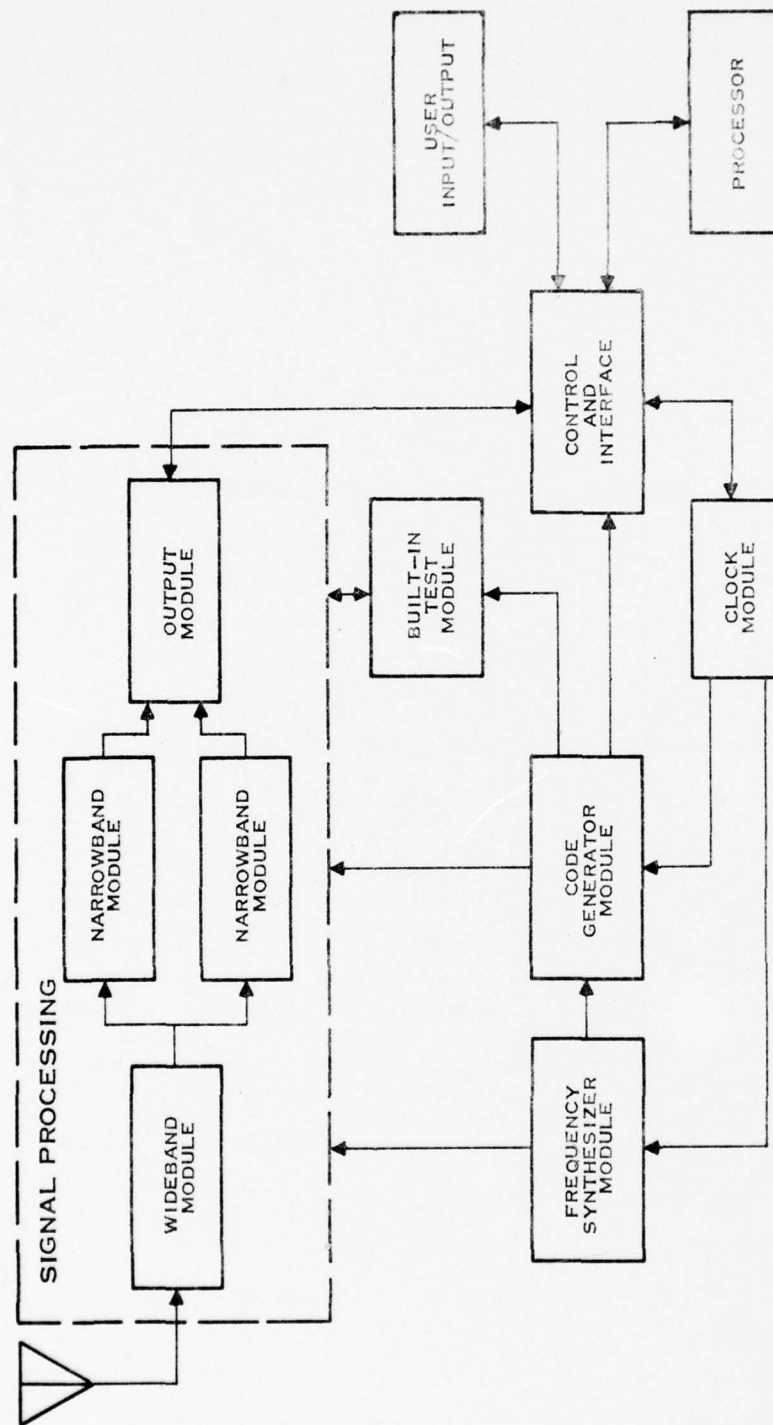 SIGNAL PROCESSING
WIDEBAND
MODULE
NARROWBAND
MODULE
NARROWBAND
MODULE
OUTPUT
MODULE
BUILT-IN
TEST
MODULE
FREQUENCY
SYNTHESIZER
MODULE
CODE
GENERATOR
MODULE
CONTROL
AND
INTERFACE
CLOCK
MODULE
USER
INPUT/OUTPUT
PROCESSOR